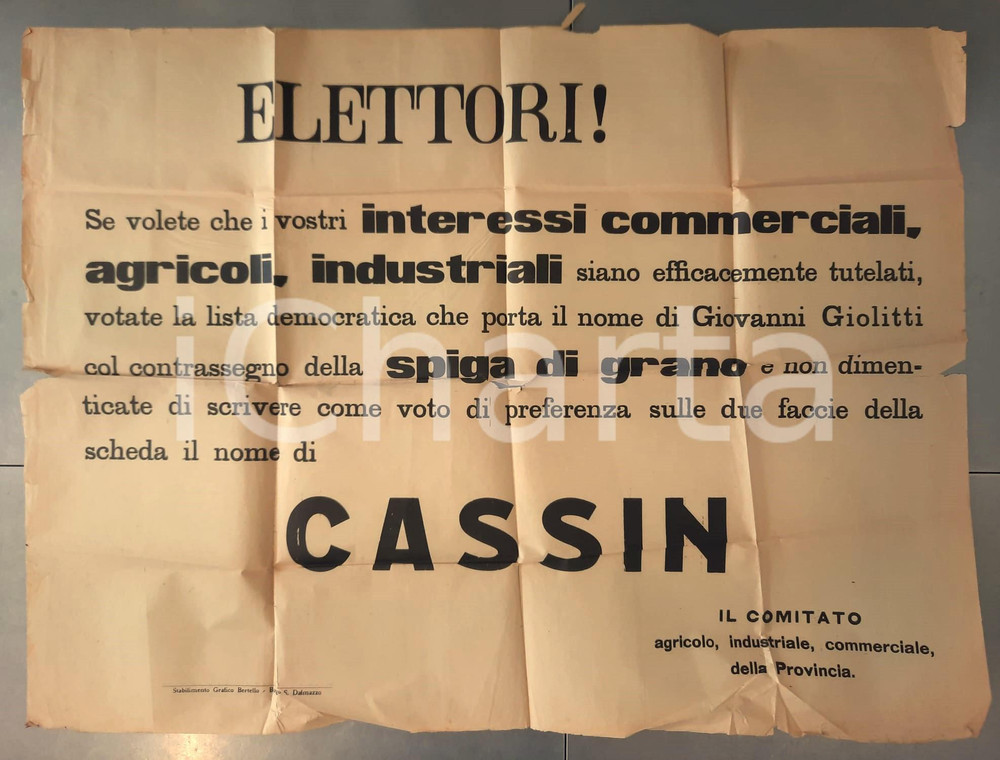 ELETTORI!
Se volete che i vostri interessi commerciali,
agricoli, industriali siano efficacemente tutelati,
votate la lista democratica che porta il nome di Giovanni Giolitti
col contrassegno della spiga di grano e non dimen-
ticate di scrivere come voto di preferenza sulle due faccie della
scheda il nome di
CASSIN
IL COMITATO
agricolo, industriale, commerciale,
della Provincia.
Stabilimento Grafico Bertello - S. Dalmazzo
iCharta